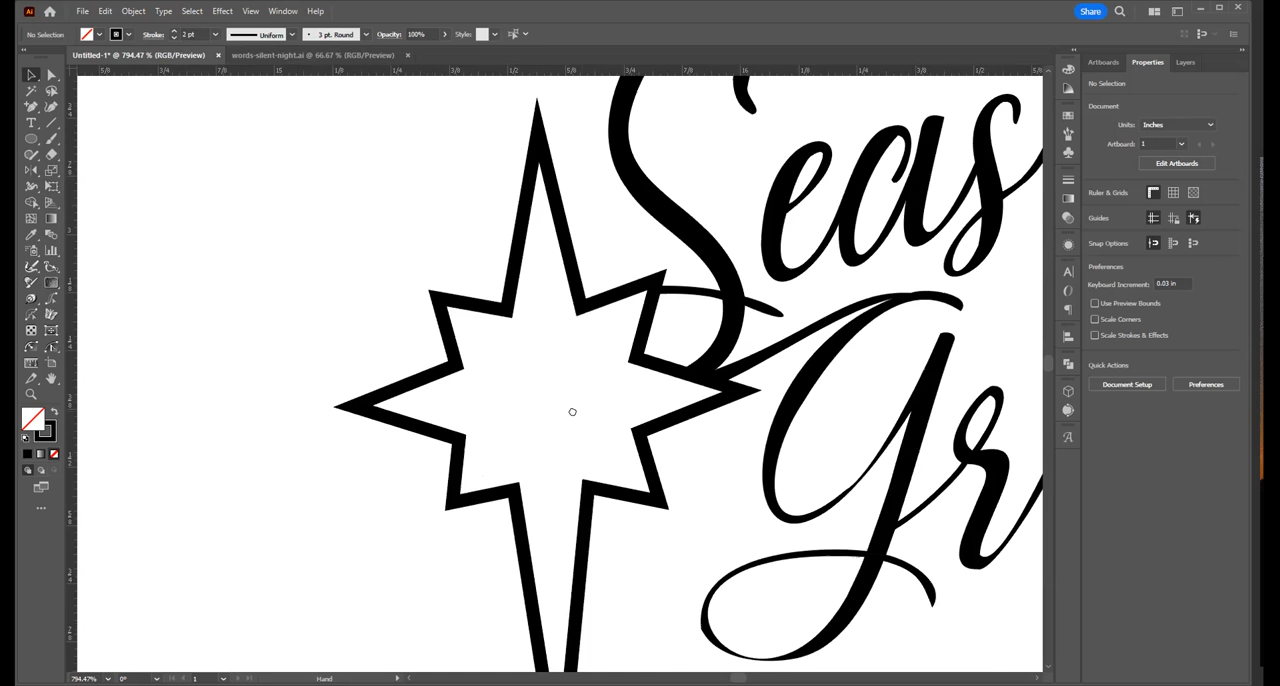 Ai File Edit Object Type Select Effect View Window Help Share
No Selection Stroke: 2 pt Uniform 3 pt. Round Opacity: 100% Style:
Untitled-1* @ 794.47 % (RGB/Preview) × words-silent-night.ai @ 66.67 % (RGB/Preview) ×
Artboards Properties Layers
No Selection
Document
Units: Inches
Artboard: 1
Edit Artboards
Ruler & Grids
Guides
Snap Options
Preferences
Keyboard Increment: 0.03 in
Use Preview Bounds
Scale Corners
Scale Strokes & Effects
Quick Actions
Document Setup Preferences
Seas
Gr
794.47% 0° 1 Hand